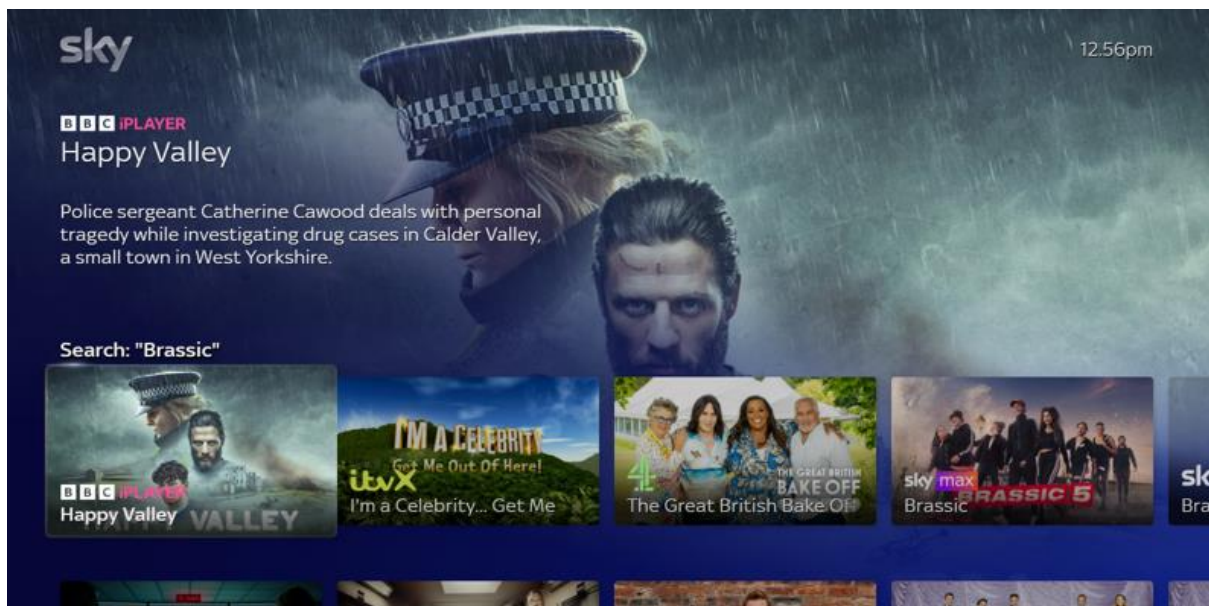 sky
12.56pm
BBC iPLAYER
Happy Valley
Police sergeant Catherine Cawood deals with personal
tragedy while investigating drug cases in Calder Valley,
a small town in West Yorkshire.
Search: "Brassic"
BBC iPLAYER
Happy Valley
HAPPY VALLEY
I'M A CELEBRITY
Get Me Out Of Here!
itvX
I'm a Celebrity... Get Me
4
THE GREAT BRITISH
BAKE OFF
The Great British Bake Off
sky max
BRASSIC 5
Brassic
sk
Bra